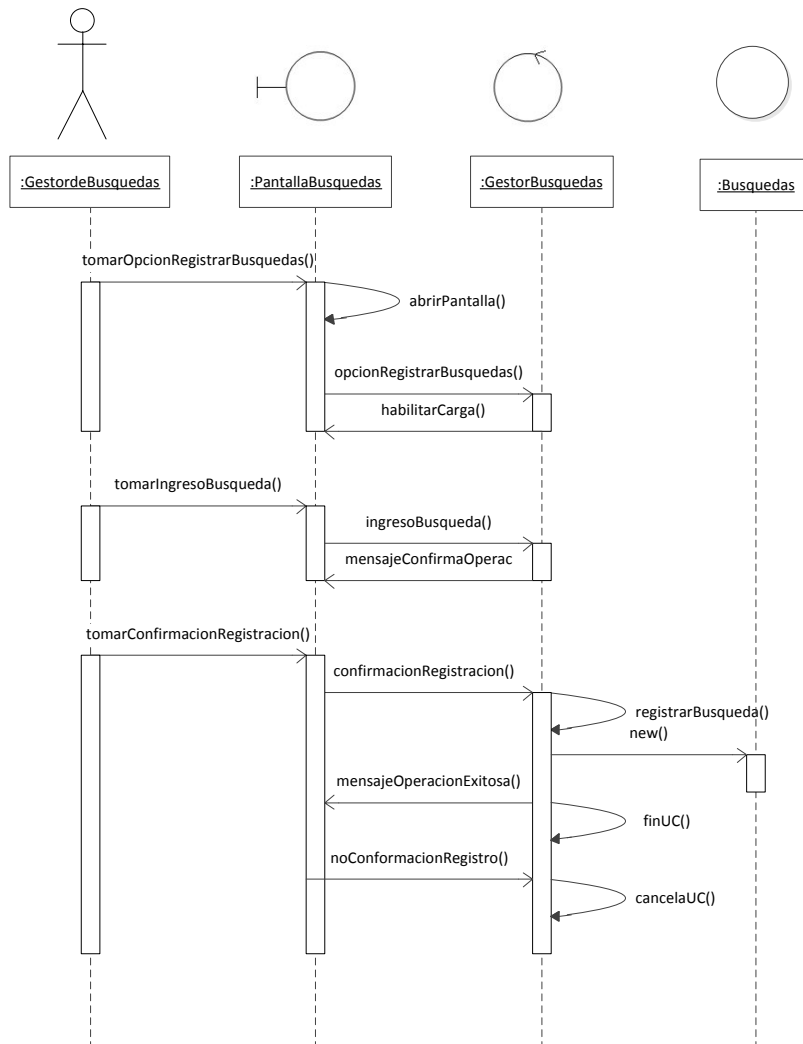 :GestordeBusquedas
:PantallaBusquedas
:GestorBusquedas
:Busquedas
tomarOpcionRegistrarBusquedas()
abrirPantalla()
opcionRegistrarBusquedas()
habilitarCarga()
tomarIngresoBusqueda()
ingresoBusqueda()
mensajeConfirmaOperac
tomarConfirmacionRegistracion()
confirmacionRegistracion()
registrarBusqueda()
new()
mensajeOperacionExitosa()
finUC()
noConformacionRegistro()
cancelaUC()